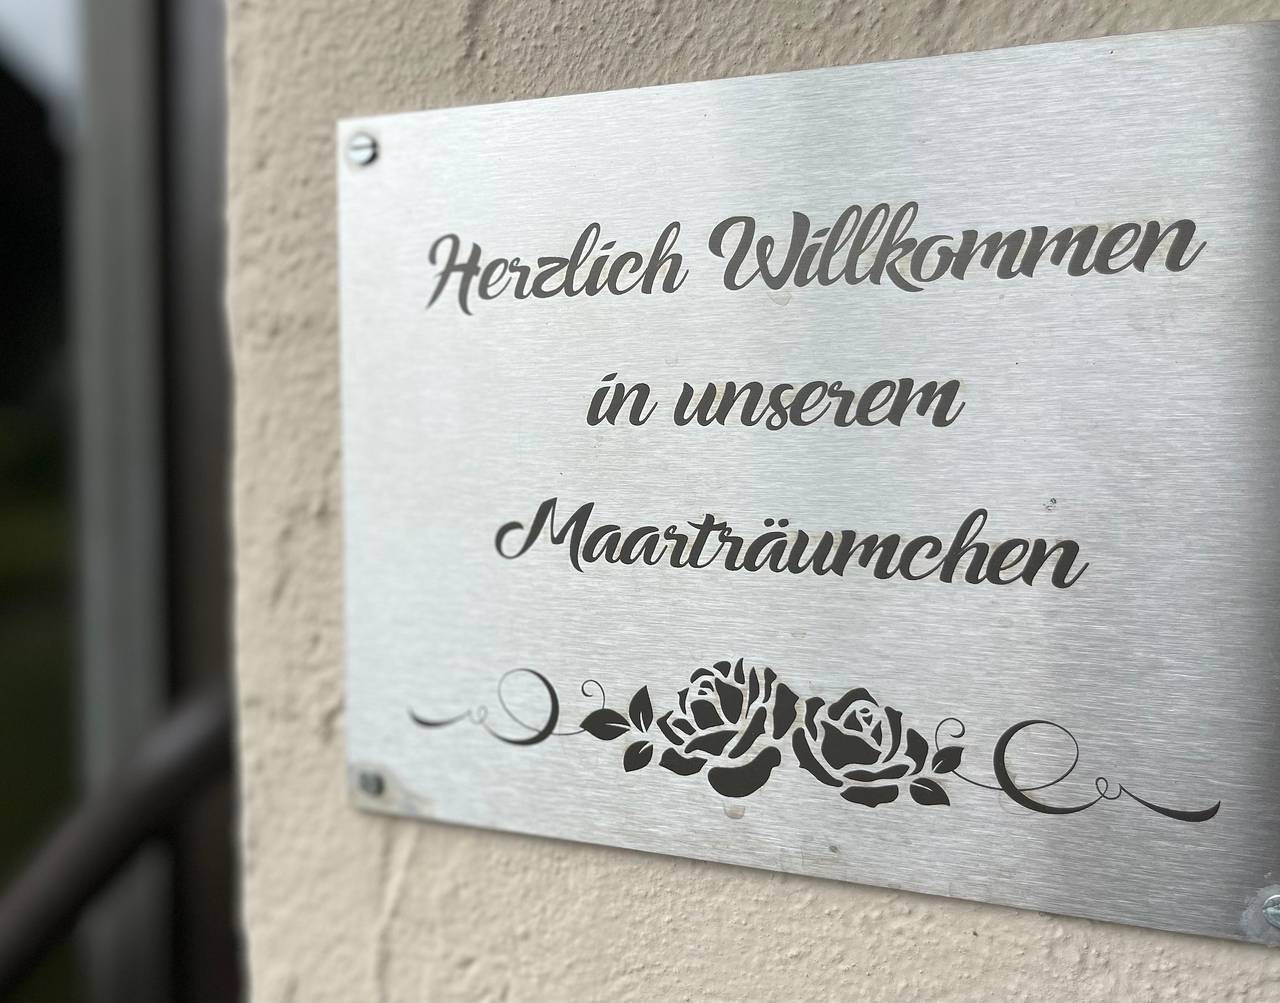 Herzlich Willkommen
in unserem
Maarträumchen